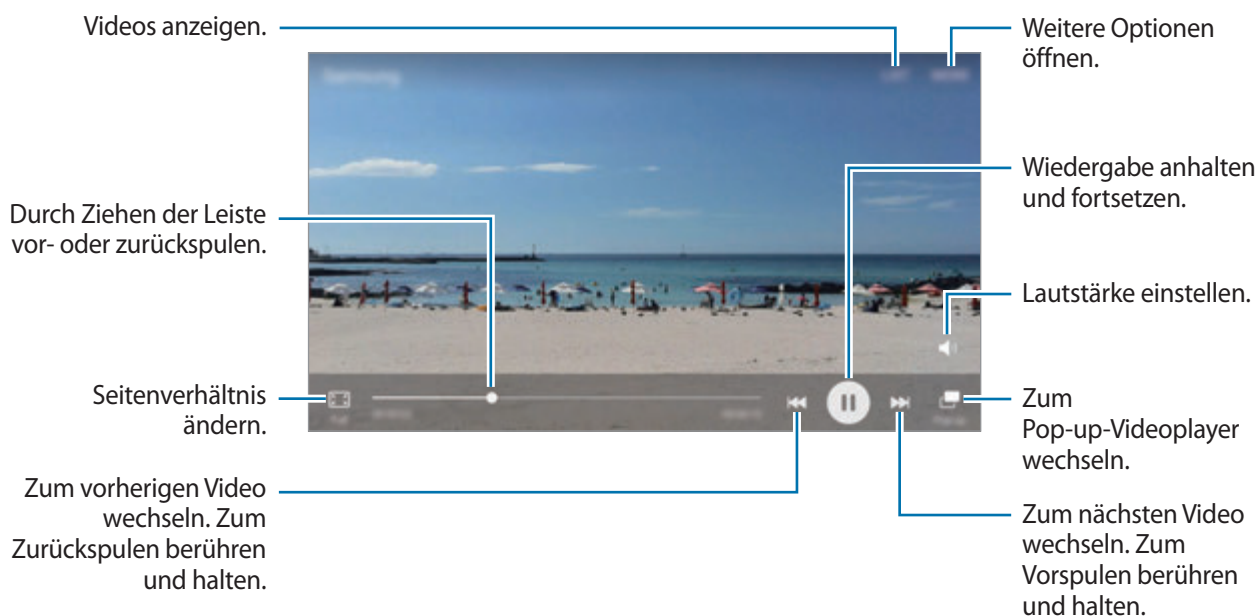 Videos anzeigen.
Weitere Optionen
öffnen.
Wiedergabe anhalten
und fortsetzen.
Durch Ziehen der Leiste
vor- oder zurückspulen.
Lautstärke einstellen.
Seitenverhältnis
ändern.
Zum
Pop-up-Videoplayer
wechseln.
Zum vorherigen Video
wechseln. Zum
Zurückspulen berühren
und halten.
Zum nächsten Video
wechseln. Zum
Vorspulen berühren
und halten.